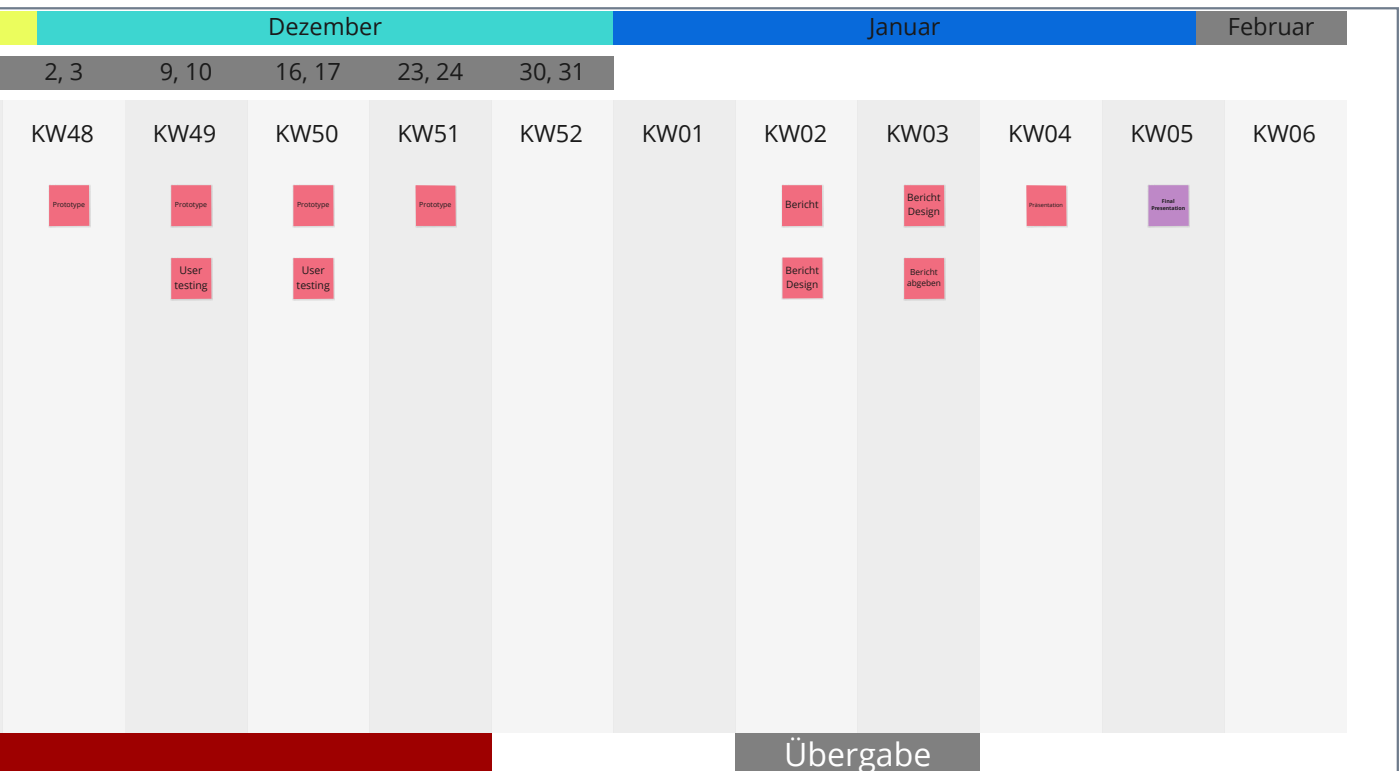 Dezember
Januar
Februar
2, 3
9, 10
16, 17
23, 24
30, 31
KW48
KW49
KW50
KW51
KW52
KW01
KW02
KW03
KW04
KW05
KW06
Prototype
Prototype
Prototype
Prototype
Bericht
Bericht
Design
Präsentation
Final
Presentation
User
testing
User
testing
Bericht
Design
Bericht
abgeben
Übergabe